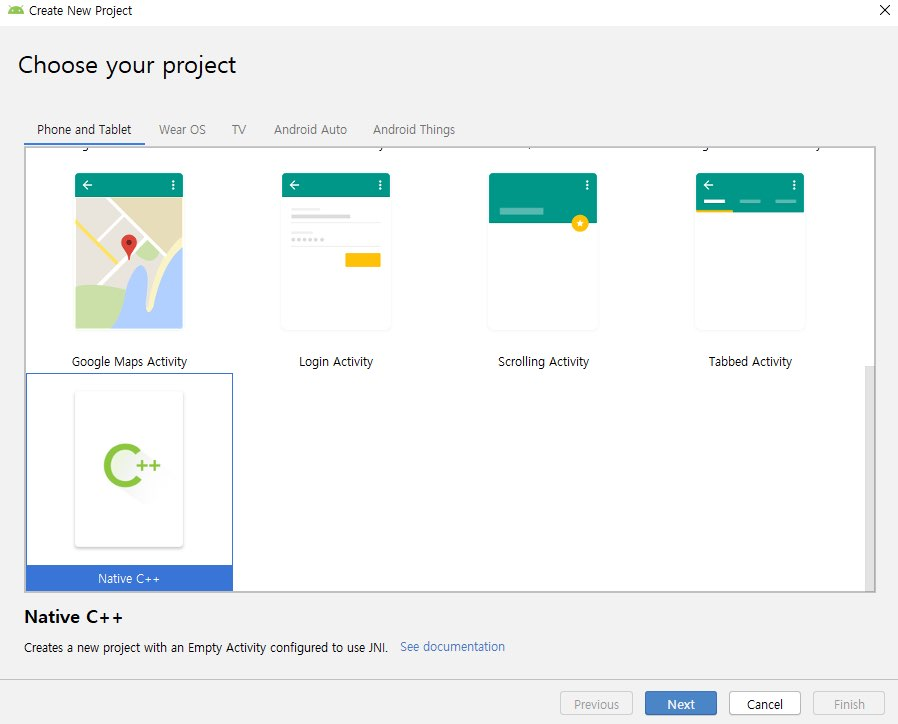 Create New Project
Choose your project
Phone and Tablet Wear OS TV Android Auto Android Things
Google Maps Activity Login Activity Scrolling Activity Tabbed Activity
C++
Native C++
Native C++
Creates a new project with an Empty Activity configured to use JNI. See documentation
Previous Next Cancel Finish